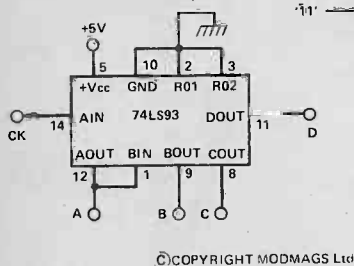 '11'
+5V
5 10 2 3
+Vcc GND R01 R02
CK 14 AIN 74LS93 DOUT 11 D
AOUT BIN BOUT COUT
12 1 9 8
A B C
©COPYRIGHT MODMAGS Ltd